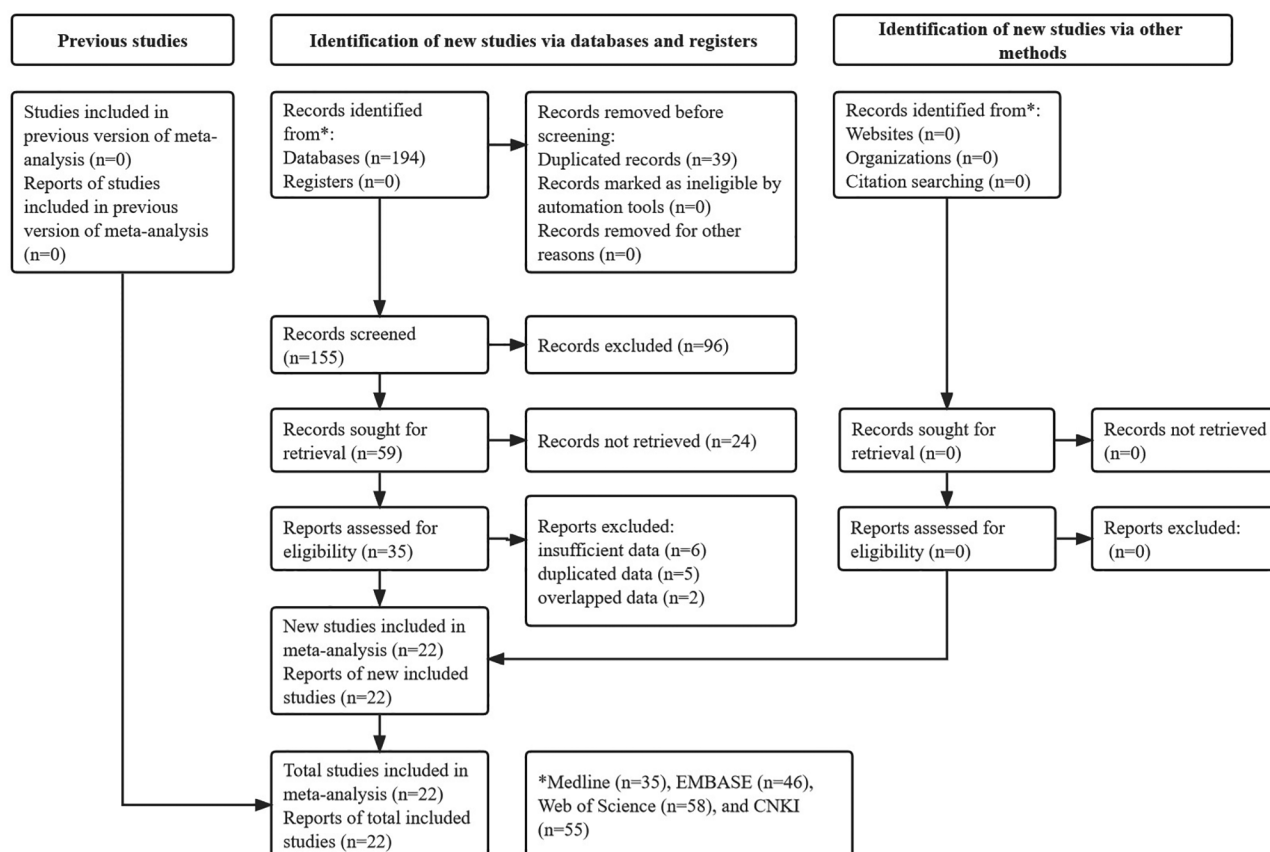 Previous studies
Identification of new studies via databases and registers
Identification of new studies via other
methods
Studies included in
previous version of meta-
analysis (n=0)
Reports of studies
included in previous
version of meta-analysis
(n=0)
Records identified
from*:
Databases (n=194)
Registers (n=0)
Records removed before
screening:
Duplicated records (n=39)
Records marked as ineligible by
automation tools (n=0)
Records removed for other
reasons (n=0)
Records identified from*:
Websites (n=0)
Organizations (n=0)
Citation searching (n=0)
Records screened
(n=155)
Records excluded (n=96)
Records sought for
retrieval (n=59)
Records not retrieved (n=24)
Records sought for
retrieval (n=0)
Records not retrieved
(n=0)
Reports assessed for
eligibility (n=35)
Reports excluded:
insufficient data (n=6)
duplicated data (n=5)
overlapped data (n=2)
Reports assessed for
eligibility (n=0)
Reports excluded:
(n=0)
New studies included in
meta-analysis (n=22)
Reports of new included
studies (n=22)
Total studies included in
meta-analysis (n=22)
Reports of total included
studies (n=22)
*Medline (n=35), EMBASE (n=46),
Web of Science (n=58), and CNKI
(n=55)